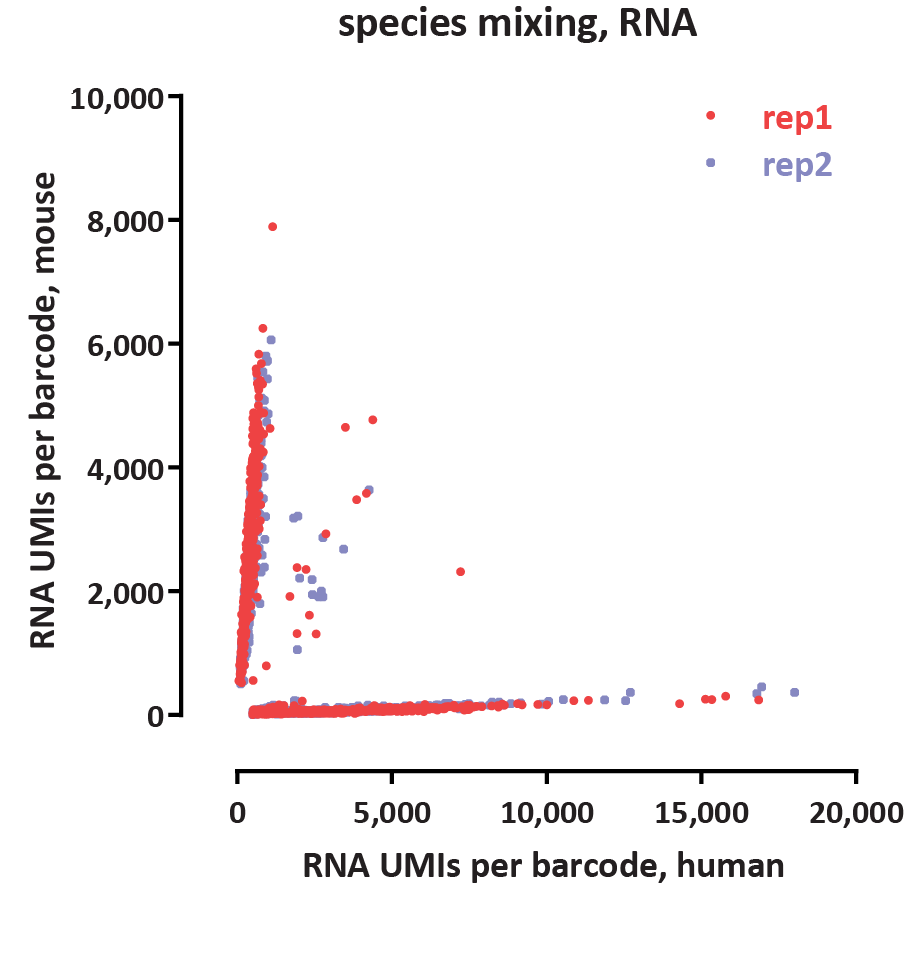 species mixing, RNA
10,000
8,000
6,000
4,000
2,000
0
RNA UMIs per barcode, mouse
rep1
rep2
0 5,000 10,000 15,000 20,000
RNA UMIs per barcode, human